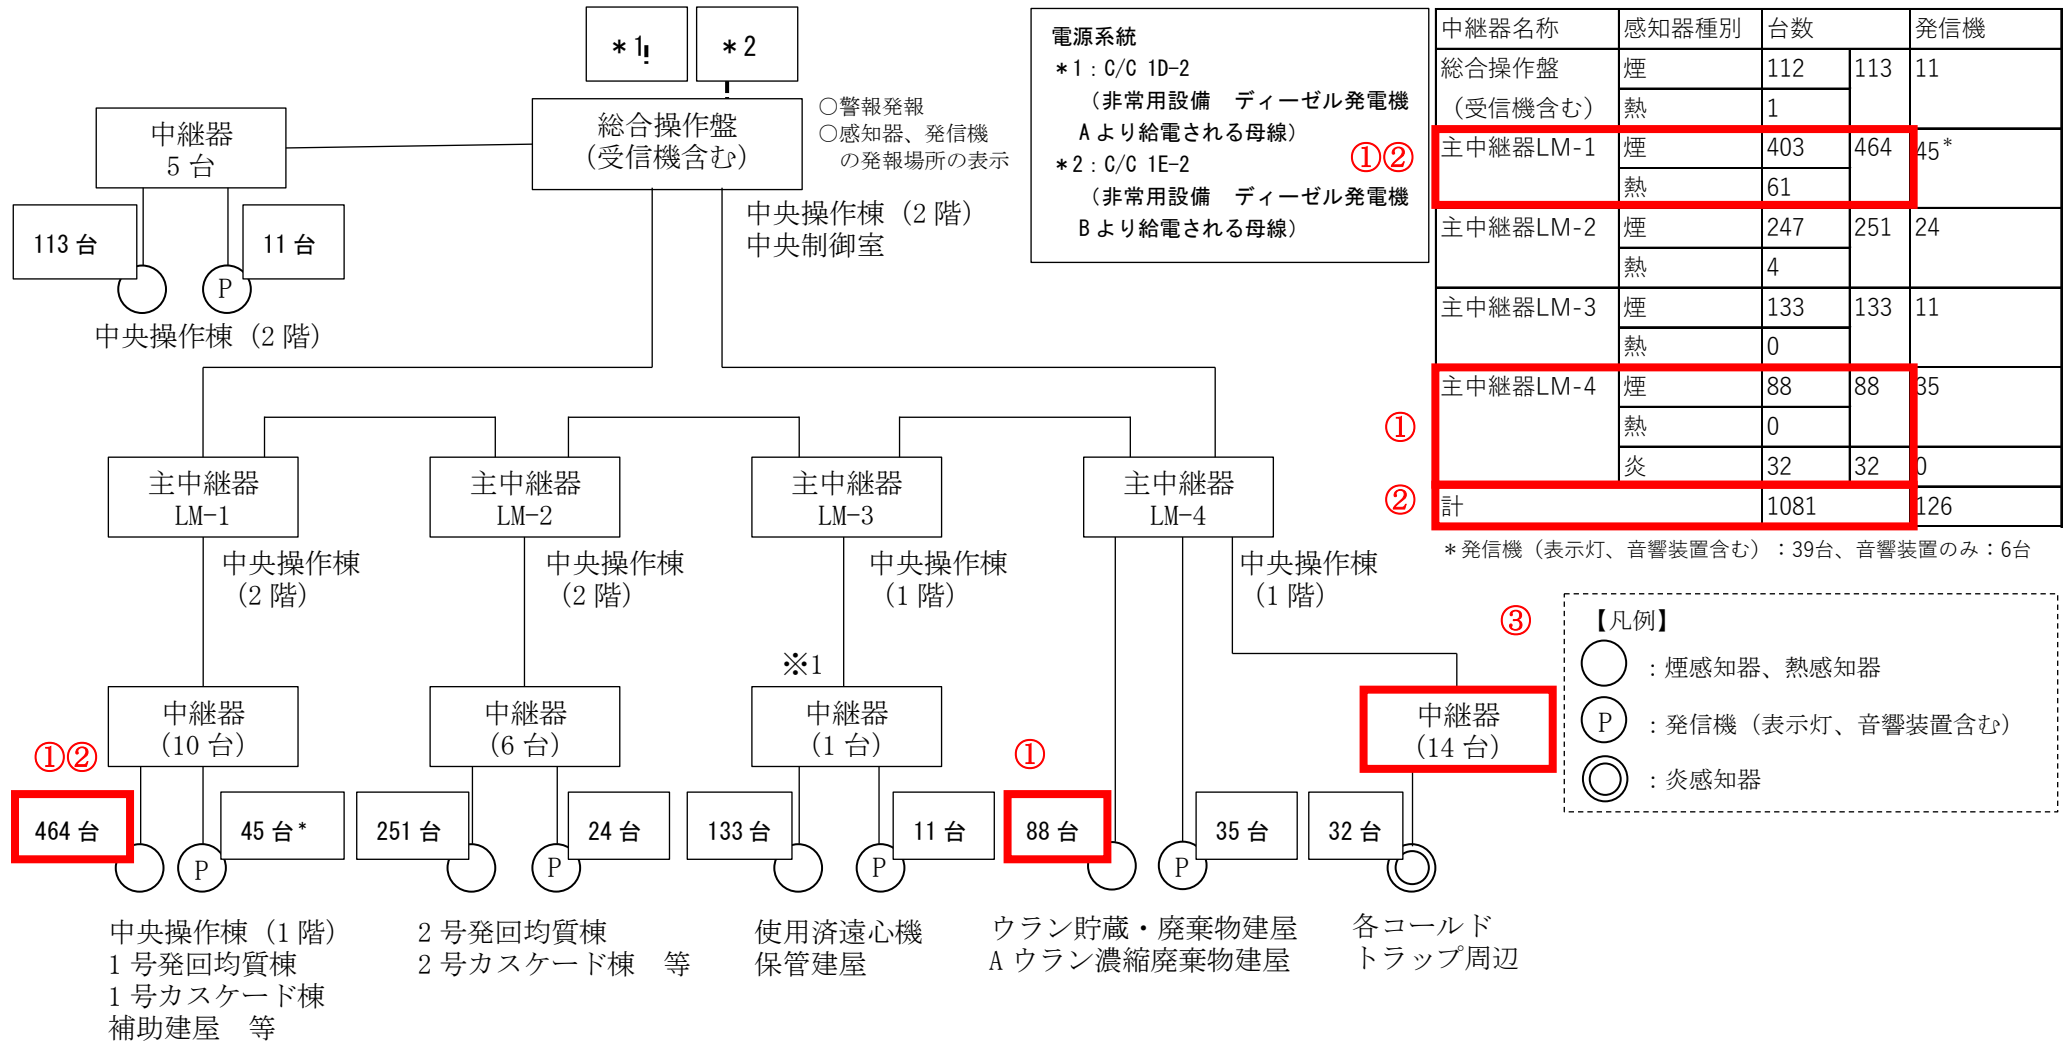 *1
*2
総合操作盤
(受信機含む)
○警報発報
○感知器、発信機
の発報場所の表示
中央操作棟（2階）
中央制御室
中継器
5台
113台
11台
P
中央操作棟（2階）
電源系統
*1：C/C 1D-2
（非常用設備　ディーゼル発電機
Aより給電される母線）
*2：C/C 1E-2
（非常用設備　ディーゼル発電機
Bより給電される母線）
中継器名称 感知器種別 台数 発信機
総合操作盤 煙 112 113 11
（受信機含む） 熱 1
①②
主中継器LM-1 煙 403 464 45*
熱 61
主中継器LM-2 煙 247 251 24
熱 4
主中継器LM-3 煙 133 133 11
熱 0
主中継器LM-4 煙 88 88 35
①
熱 0
炎 32 32 0
②
計 1081 126
*発信機（表示灯、音響装置含む）：39台、音響装置のみ：6台
主中継器
LM-1
中央操作棟
（2階）
主中継器
LM-2
中央操作棟
（2階）
主中継器
LM-3
中央操作棟
（1階）
主中継器
LM-4
中央操作棟
（1階）
③
【凡例】
：煙感知器、熱感知器
P
：発信機（表示灯、音響装置含む）
：炎感知器
中継器
(10台)
中継器
(6台)
※1
中継器
(1台)
中継器
(14台)
①②
464台
45台*
P
251台
24台
P
133台
11台
P
①
88台
35台
P
32台
中央操作棟（1階）
1号発回均質棟
1号カスケード棟
補助建屋　等
2号発回均質棟
2号カスケード棟　等
使用済遠心機
保管建屋
ウラン貯蔵・廃棄物建屋
Aウラン濃縮廃棄物建屋
各コールド
トラップ周辺